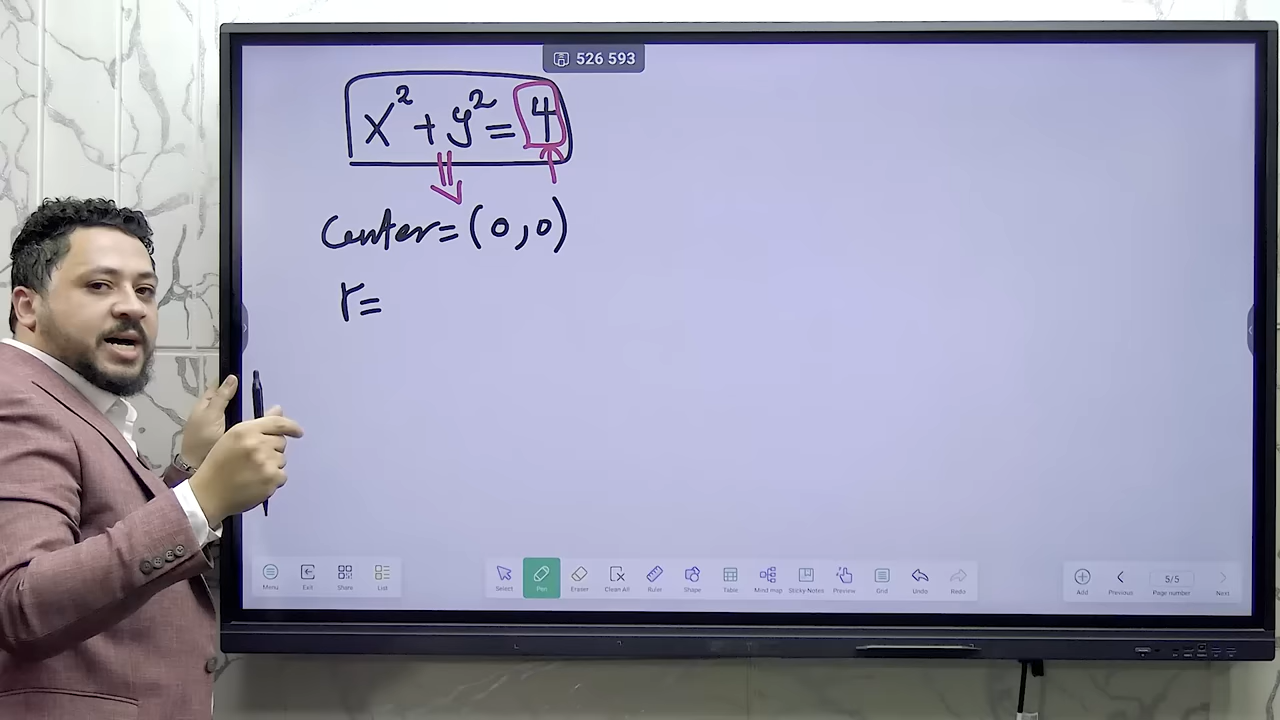 526 593
x² + y² = 4
Center = (0,0)
r =
Menu Exit Share List Select Pen Eraser Clean All Ruler Shape Table Mind map Sticky Notes Preview Grid Undo Redo Add Previous 5/5 Page number Next